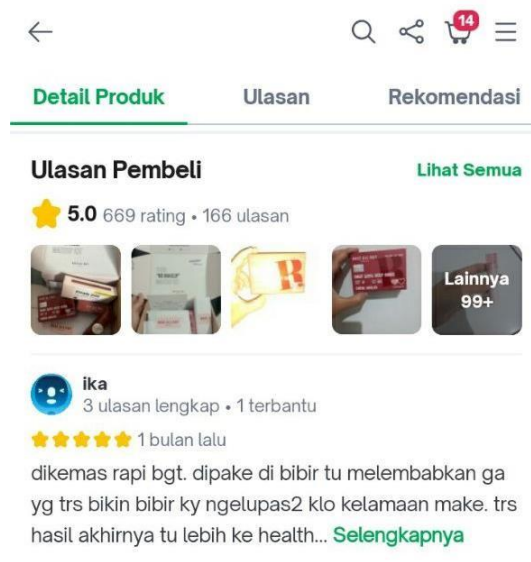 14
Detail Produk Ulasan Rekomendasi
Ulasan Pembeli Lihat Semua
5.0 669 rating • 166 ulasan
R
Lainnya
99+
ika
3 ulasan lengkap • 1 terbantu
1 bulan lalu
dikemas rapi bgt. dipake di bibir tu melembabkan ga
yg trs bikin bibir ky ngelupas2 klo kelamaan make. trs
hasil akhirnya tu lebih ke health... Selengkapnya